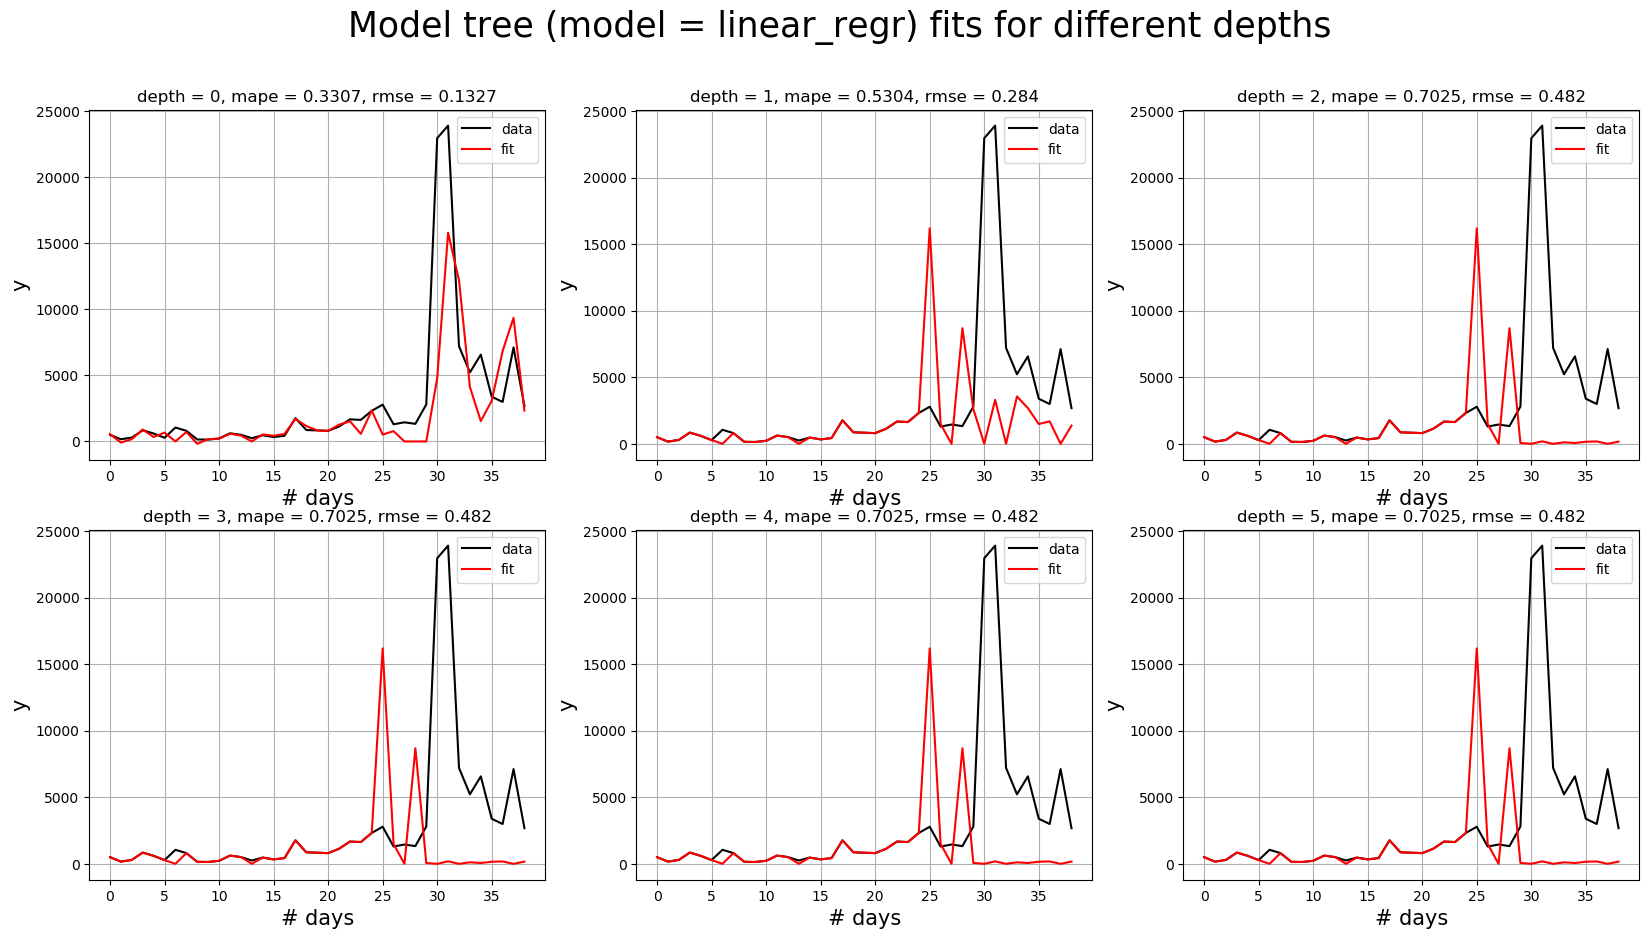 Model tree (model = linear_regr) fits for different depths
depth = 0, mape = 0.3307, rmse = 0.1327
25000
20000
15000
10000
5000
0
y
data
fit
0 5 10 15 20 25 30 35
# days
depth = 1, mape = 0.5304, rmse = 0.284
25000
20000
15000
10000
5000
0
y
data
fit
0 5 10 15 20 25 30 35
# days
depth = 2, mape = 0.7025, rmse = 0.482
25000
20000
15000
10000
5000
0
y
data
fit
0 5 10 15 20 25 30 35
# days
depth = 3, mape = 0.7025, rmse = 0.482
25000
20000
15000
10000
5000
0
y
data
fit
0 5 10 15 20 25 30 35
# days
depth = 4, mape = 0.7025, rmse = 0.482
25000
20000
15000
10000
5000
0
y
data
fit
0 5 10 15 20 25 30 35
# days
depth = 5, mape = 0.7025, rmse = 0.482
25000
20000
15000
10000
5000
0
y
data
fit
0 5 10 15 20 25 30 35
# days